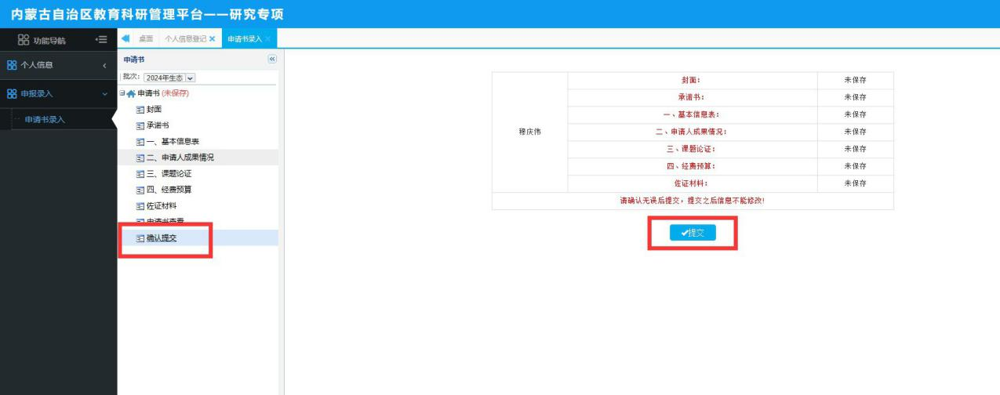 内蒙古自治区教育科研管理平台——研究专项
功能导航
桌面 个人信息登记 申请书录入
个人信息
申报录入
申请书录入
申请书
批次: 2024年生态
申请书 (未保存)
封面
承诺书
一、基本信息表
二、申请人成果情况
三、课题论证
四、经费预算
佐证材料
申请书查看
确认提交
穆庆伟
封面: 未保存
承诺书: 未保存
一、基本信息表: 未保存
二、申请人成果情况: 未保存
三、课题论证: 未保存
四、经费预算: 未保存
佐证材料: 未保存
请确认无误后提交，提交之后信息不能修改!
✔提交